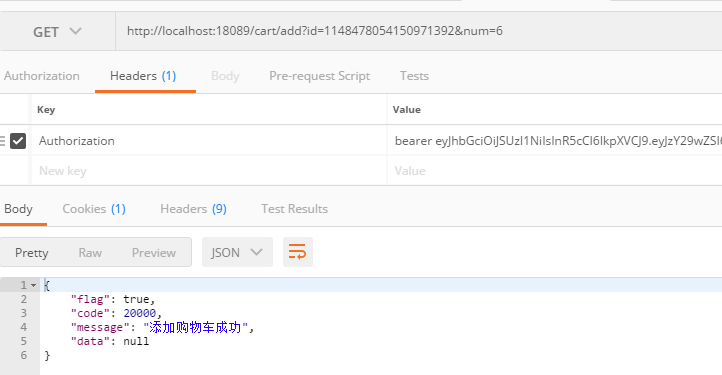 GET http://localhost:18089/cart/add?id=1148478054150971392&num=6
Authorization Headers (1) Body Pre-request Script Tests
Key Value
Authorization bearer eyJhbGciOiJSUzI1NiIsInR5cCI6IkpXVCJ9.eyJzY29wZSI6
New key Value
Body Cookies (1) Headers (9) Test Results
Pretty Raw Preview JSON
1 {
2 "flag": true,
3 "code": 20000,
4 "message": "添加购物车成功",
5 "data": null
6 }